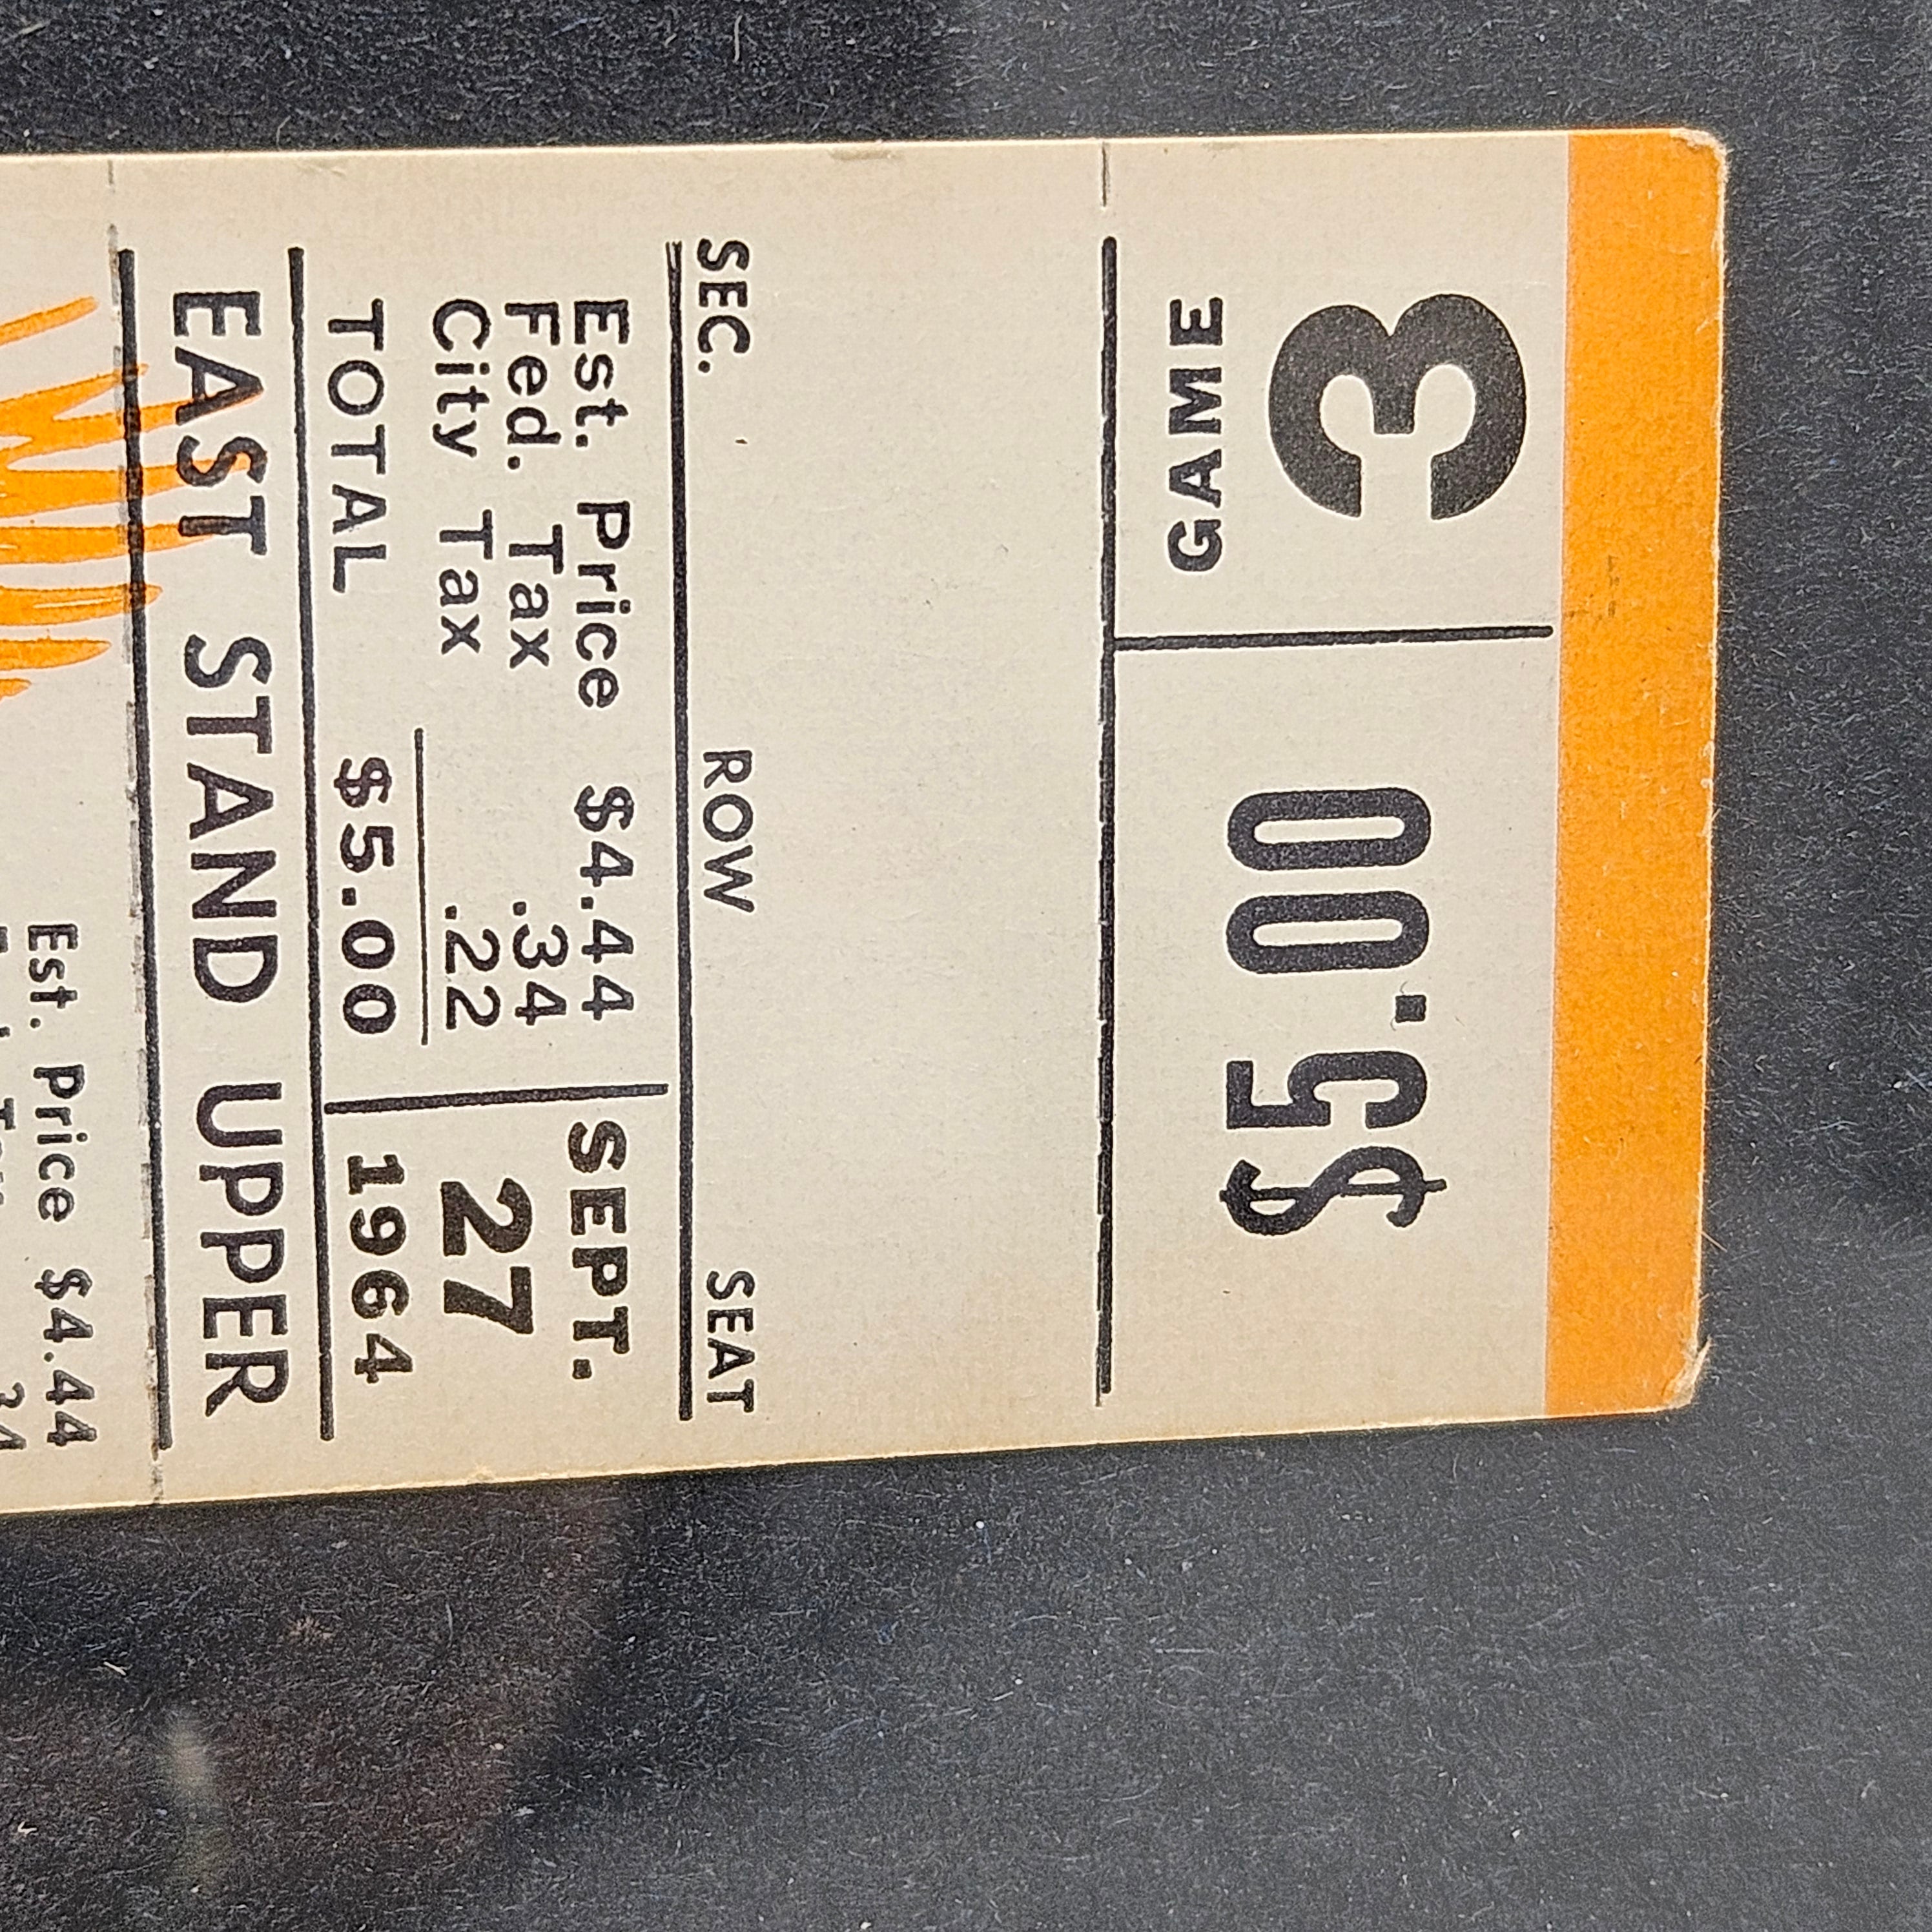 GAME
3
$5.00
SEC. ROW SEAT
Est. Price $4.44
Fed. Tax .34
City Tax .22
TOTAL $5.00
SEPT.
27
1964
EAST STAND UPPER
Est. Price $4.44